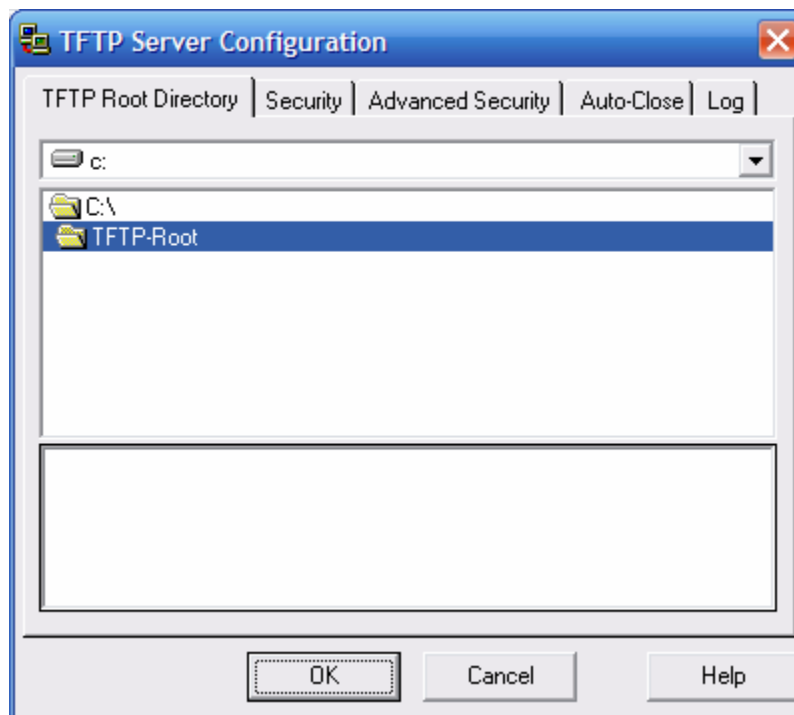 TFTP Server Configuration
TFTP Root Directory Security Advanced Security Auto-Close Log
c:
C:\
TFTP-Root
OK Cancel Help